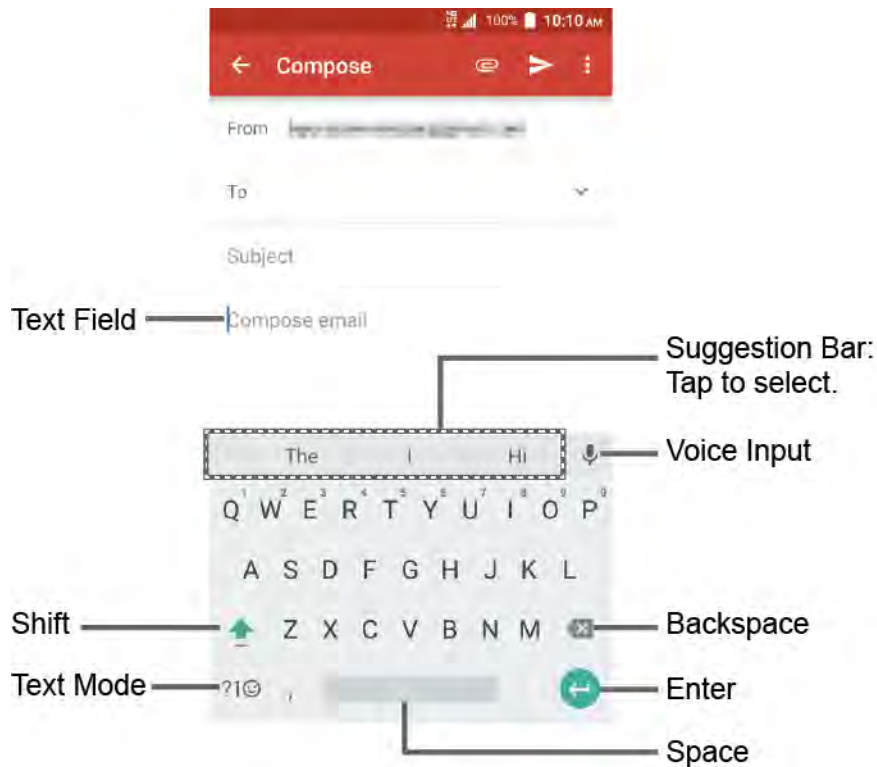 100% 10:10 AM
Compose
From
To
Subject
Text Field
Compose email
Suggestion Bar:
Tap to select.
The I Hi
Voice Input
1 2 3 4 5 6 7 8 9 9
Q W E R T Y U I O P
A S D F G H J K L
Shift
Z X C V B N M
Backspace
Text Mode
?1☺ ,
Enter
Space